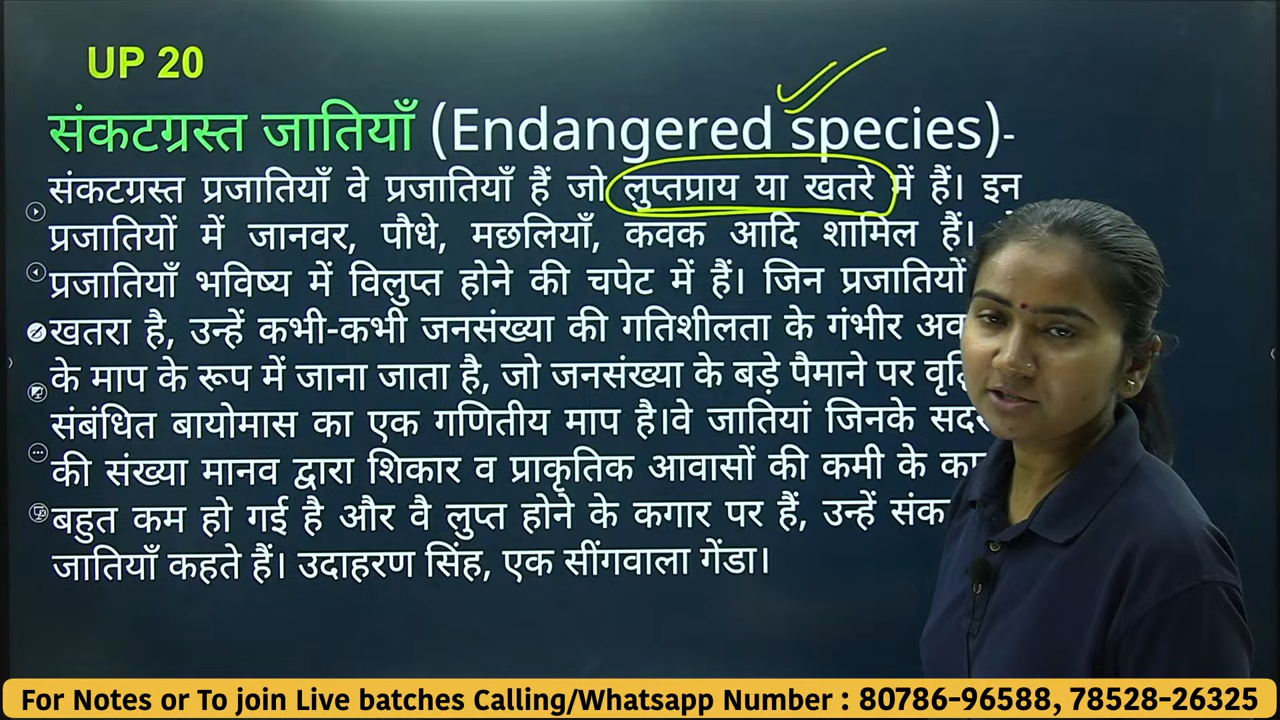 UP 20
संकटग्रस्त जातियाँ (Endangered species)-
संकटग्रस्त प्रजातियाँ वे प्रजातियाँ हैं जो लुप्तप्राय या खतरे में हैं। इन
प्रजातियों में जानवर, पौधे, मछलियाँ, कवक आदि शामिल हैं।
प्रजातियाँ भविष्य में विलुप्त होने की चपेट में हैं। जिन प्रजातियों
खतरा है, उन्हें कभी-कभी जनसंख्या की गतिशीलता के गंभीर
के माप के रूप में जाना जाता है, जो जनसंख्या के बड़े पैमाने पर
संबंधित बायोमास का एक गणितीय माप है।वे जातियां जिनके
की संख्या मानव द्वारा शिकार व प्राकृतिक आवासों की कमी के
बहुत कम हो गई है और वै लुप्त होने के कगार पर हैं, उन्हें
जातियाँ कहते हैं। उदाहरण सिंह, एक सींगवाला गेंडा।
For Notes or To join Live batches Calling/Whatsapp Number : 80786-96588, 78528-26325